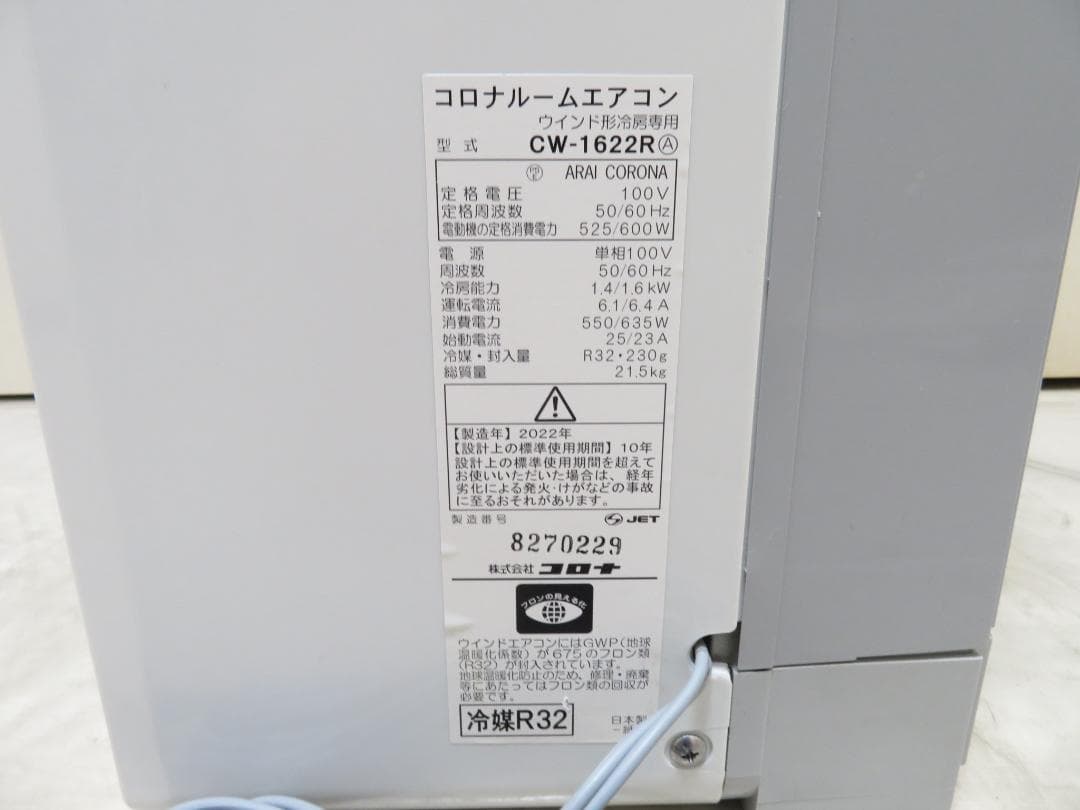 コロナルームエアコン
ウインド形冷房専用
型式 CW-1622RⒶ
ARAI CORONA
定格電圧 100V
定格周波数 50/60Hz
電動機の定格消費電力 525/600W
電源 単相100V
周波数 50/60Hz
冷房能力 1.4/1.6kW
運転電流 6.1/6.4A
消費電力 550/635W
始動電流 25/23A
冷媒・封入量 R32・230g
総質量 21.5kg
【製造年】2022年
【設計上の標準使用期間】10年
設計上の標準使用期間を超えて
お使いいただいた場合は、経年
劣化による発火・けがなどの事故
に至るおそれがあります。
製造番号 JET
8270229
株式会社 コロナ
フロンの見える化
ウインドエアコンにはGWP(地球
温暖化係数)が675のフロン類
(R32)が封入されています。
地球温暖化防止のため、修理・廃棄
等にあたってはフロン類の回収が
必要です。
冷媒R32
日本製